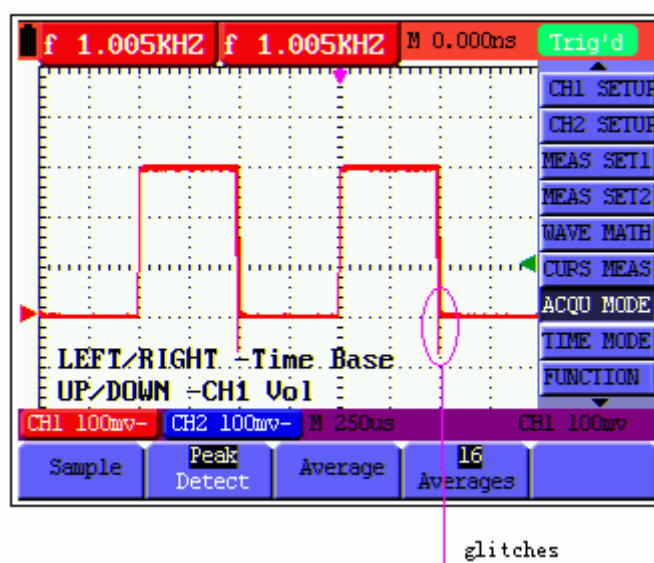 f 1.005KHZ f 1.005KHZ M 0.000ns Trig'd
CH1 SETUP
CH2 SETUP
MEAS SET1
MEAS SET2
WAVE MATH
CURS MEAS
ACQU MODE
TIME MODE
FUNCTION
LEFT/RIGHT -Time Base
UP/DOWN -CH1 Vol
CH1 100mv- CH2 100mv- M 250us CH1 100mv
Sample
Peak
Detect
Average
16
Averages
glitches